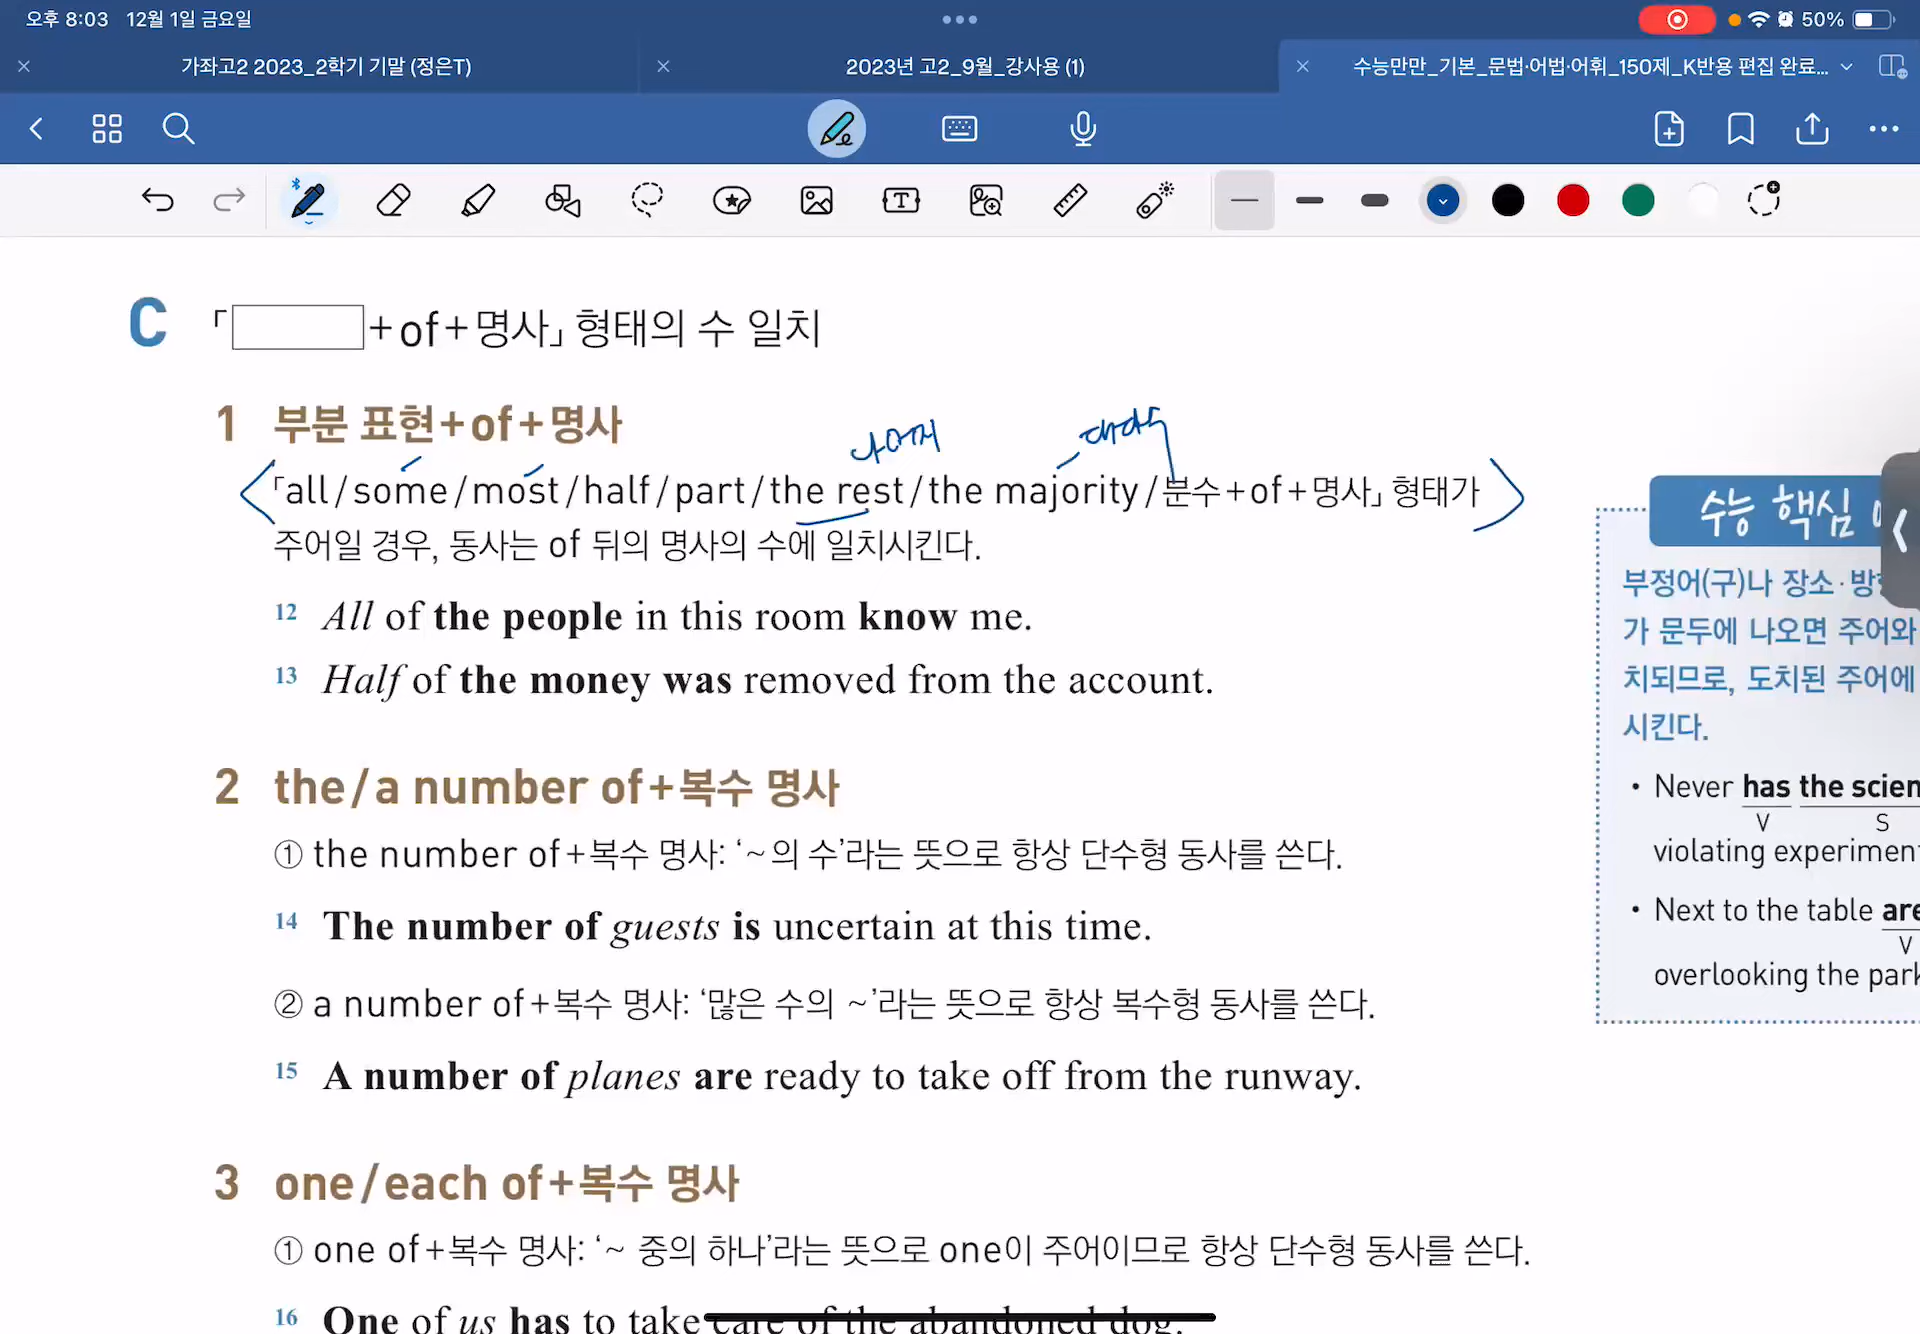 오후 8:03 12월 1일 금요일
50%
가좌고2 2023_2학기 기말 (정은T)
2023년 고2_9월_강사용 (1)
수능만만_기본_문법·어법·어휘_150제_K반용 편집 완료...
C 「 +of+명사」 형태의 수 일치
1 부분 표현+of+명사
나머지
대다수
「all/some/most/half/part/the rest/the majority/분수+of+명사」 형태가
주어일 경우, 동사는 of 뒤의 명사의 수에 일치시킨다.
12 All of the people in this room know me.
13 Half of the money was removed from the account.
2 the/a number of+복수 명사
① the number of+복수 명사: ‘~의 수’라는 뜻으로 항상 단수형 동사를 쓴다.
14 The number of guests is uncertain at this time.
② a number of+복수 명사: ‘많은 수의 ~’라는 뜻으로 항상 복수형 동사를 쓴다.
15 A number of planes are ready to take off from the runway.
3 one/each of+복수 명사
① one of+복수 명사: ‘~ 중의 하나’라는 뜻으로 one이 주어이므로 항상 단수형 동사를 쓴다.
16 One of us has to take care of the abandoned dog.
수능 핵심
부정어(구)나 장소·방
가 문두에 나오면 주어와
치되므로, 도치된 주어에
시킨다.
• Never has the scien
V S
violating experimen
• Next to the table are
V
overlooking the park